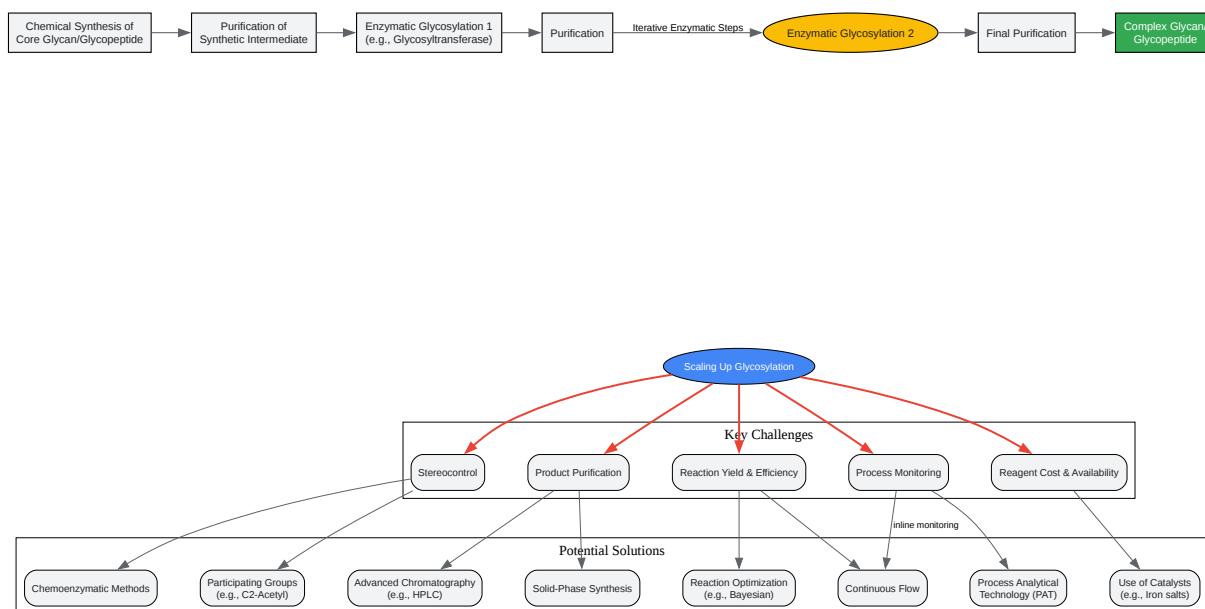 Chemical Synthesis of
Core Glycan/Glycopeptide
Purification of
Synthetic Intermediate
Enzymatic Glycosylation 1
(e.g., Glycosyltransferase)
Purification
Iterative Enzymatic Steps
Enzymatic Glycosylation 2
Final Purification
Complex Glycan/
Glycopeptide
Scaling Up Glycosylation
Key Challenges
Stereocontrol
Product Purification
Reaction Yield & Efficiency
Process Monitoring
Reagent Cost & Availability
inline monitoring
Potential Solutions
Chemoenzymatic Methods
Participating Groups
(e.g., C2-Acetyl)
Advanced Chromatography
(e.g., HPLC)
Solid-Phase Synthesis
Reaction Optimization
(e.g., Bayesian)
Continuous Flow
Process Analytical
Technology (PAT)
Use of Catalysts
(e.g., Iron salts)